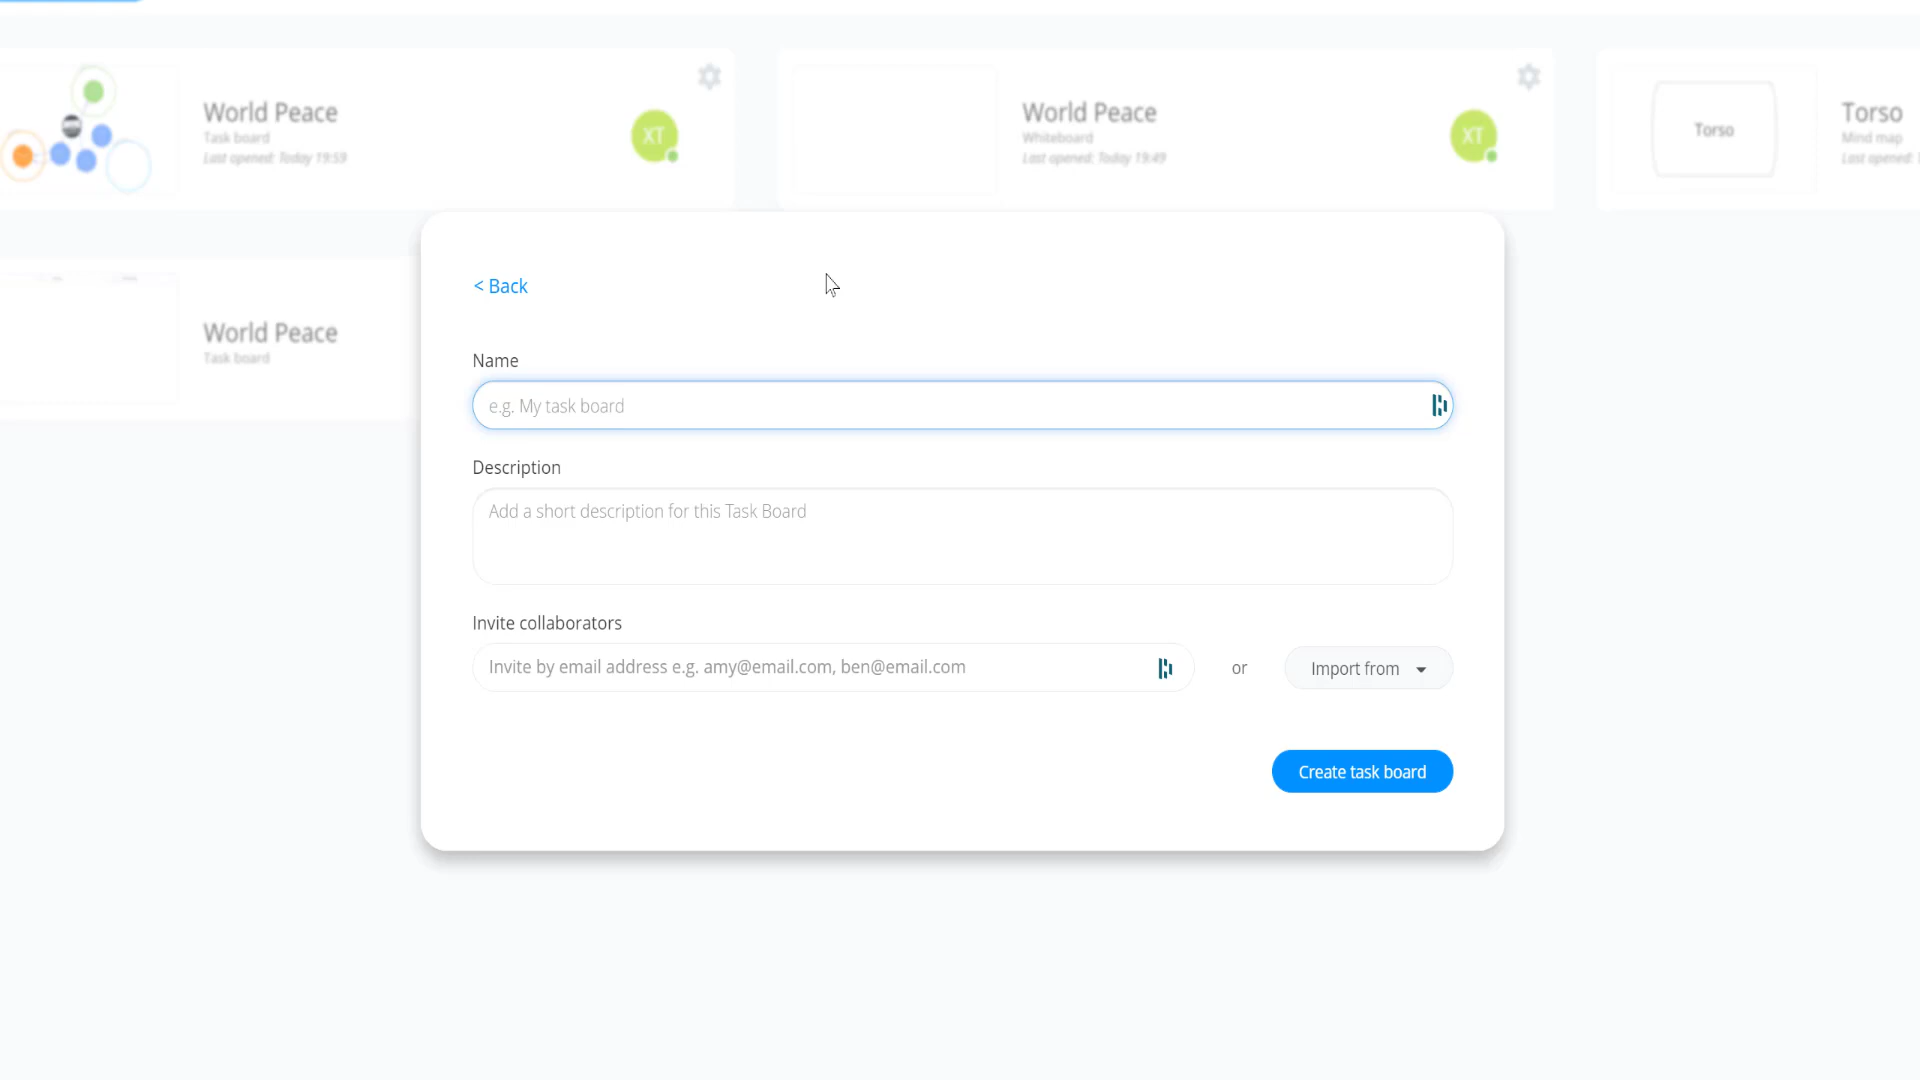 World Peace
Task board
Last opened: Today 19:59
XT
World Peace
Whiteboard
Last opened: Today 19:49
XT
Torso
Torso
Mind map
Last opened:
World Peace
Task board
< Back
Name
e.g. My task board
Description
Add a short description for this Task Board
Invite collaborators
Invite by email address e.g. amy@email.com, ben@email.com
or
Import from
Create task board